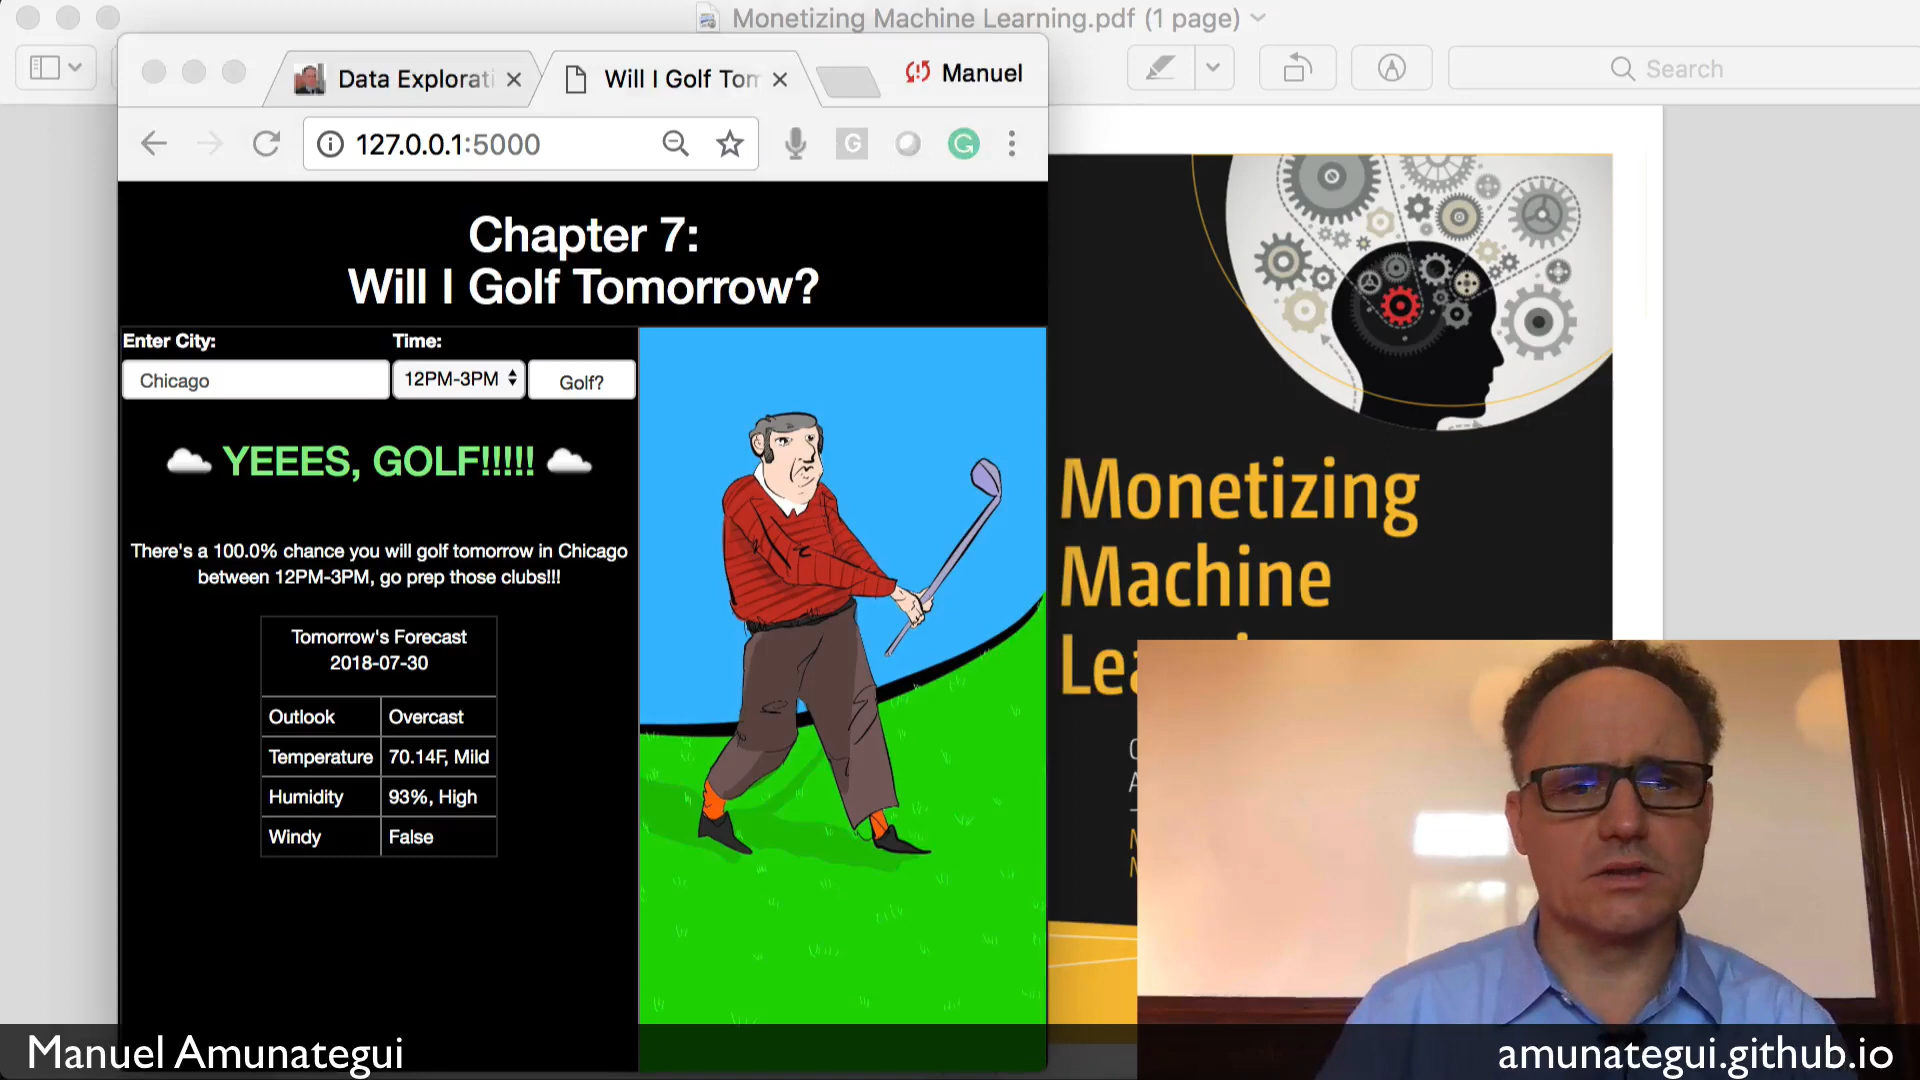 Monetizing Machine Learning.pdf (1 page)
Search
Data Explorati
Will I Golf Tom
Manuel
127.0.0.1:5000
G
G
Chapter 7:
Will I Golf Tomorrow?
Enter City:
Time:
Chicago
12PM-3PM
Golf?
YEEES, GOLF!!!!!
There's a 100.0% chance you will golf tomorrow in Chicago
between 12PM-3PM, go prep those clubs!!!
Tomorrow's Forecast
2018-07-30
Outlook Overcast
Temperature 70.14F, Mild
Humidity 93%, High
Windy False
Monetizing
Machine
Manuel Amunategui
amunategui.github.io